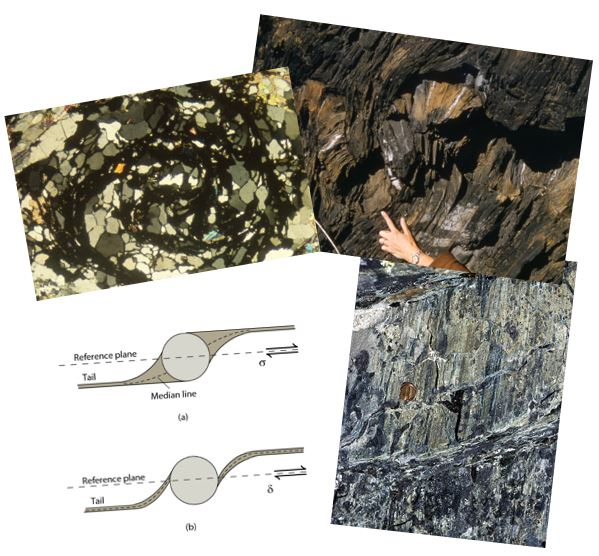 Reference plane
σ
Tail
Median line
(a)
Reference plane
δ
Tail
(b)